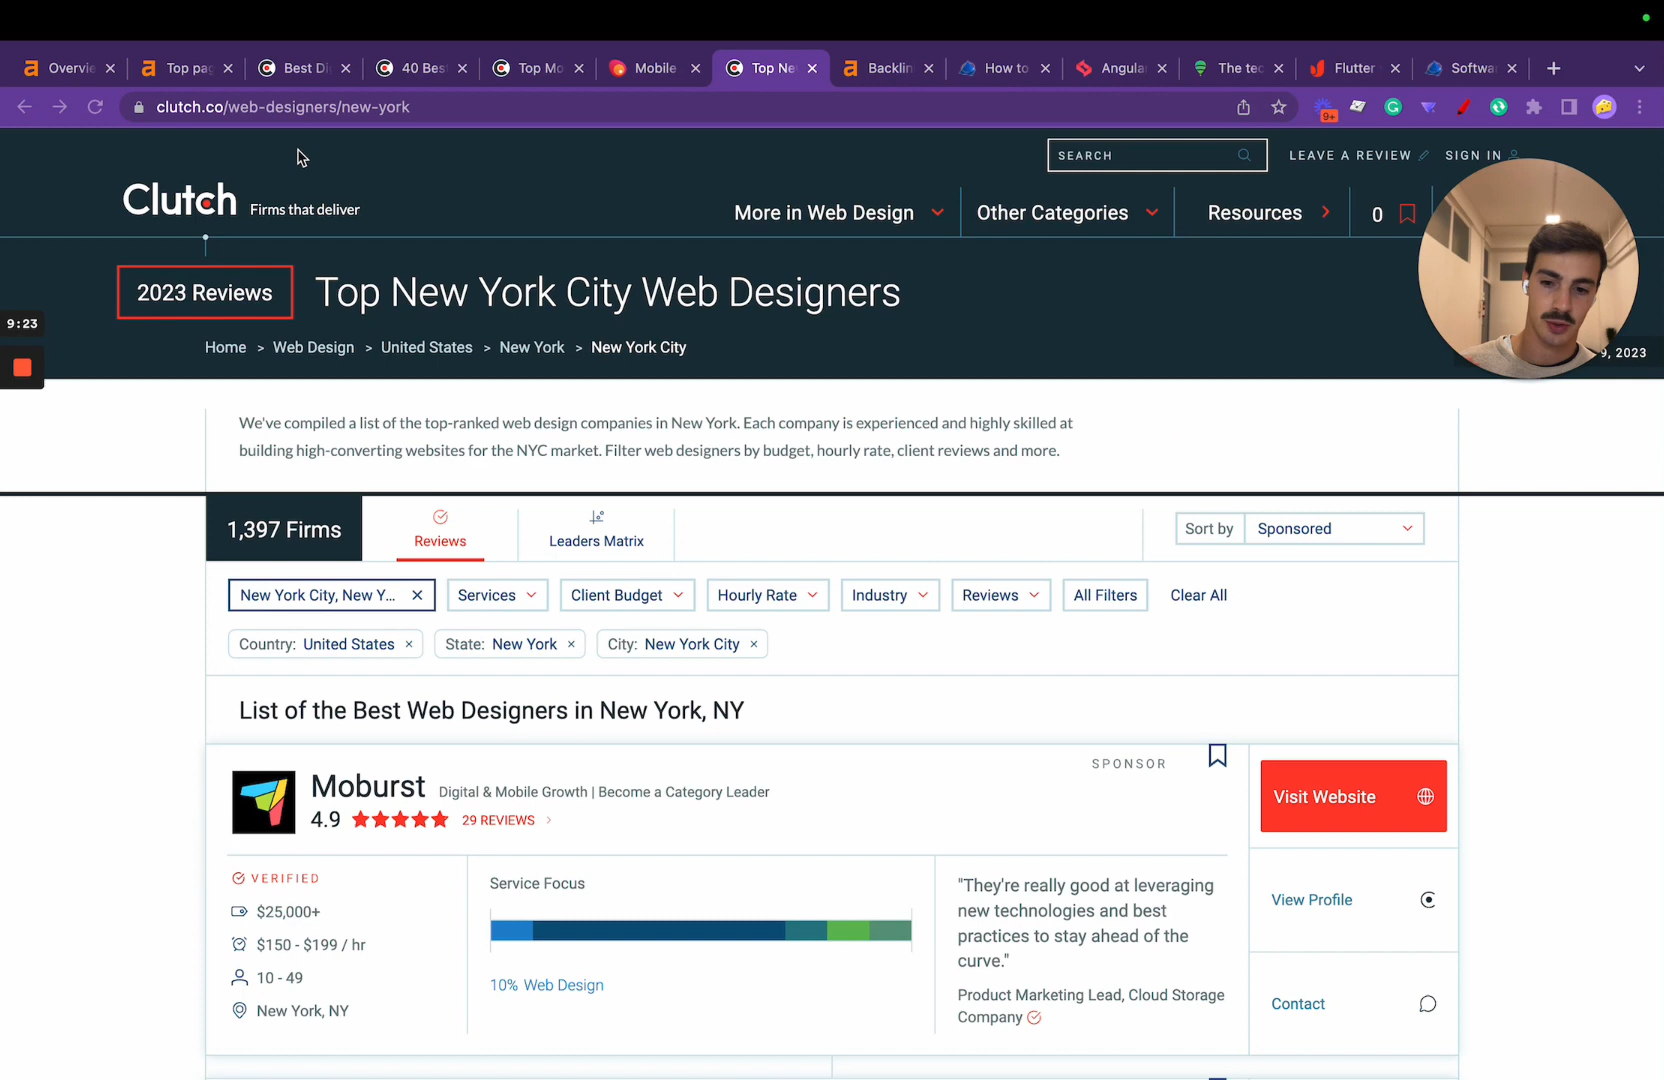 Overvie
Top pag
Best Di
40 Bes
Top Mo
Mobile
Top Ne
Backlin
How to
Angula
The tec
Flutter
Softwa
clutch.co/web-designers/new-york
9+
SEARCH
LEAVE A REVIEW
SIGN IN
Clutch
Firms that deliver
More in Web Design
Other Categories
Resources
0
2023 Reviews
Top New York City Web Designers
9:23
Home > Web Design > United States > New York > New York City
9, 2023
We've compiled a list of the top-ranked web design companies in New York. Each company is experienced and highly skilled at
building high-converting websites for the NYC market. Filter web designers by budget, hourly rate, client reviews and more.
1,397 Firms
Reviews
Leaders Matrix
Sort by
Sponsored
New York City, New Y...
Services
Client Budget
Hourly Rate
Industry
Reviews
All Filters
Clear All
Country: United States ×
State: New York ×
City: New York City ×
List of the Best Web Designers in New York, NY
SPONSOR
Moburst
Digital & Mobile Growth | Become a Category Leader
4.9
29 REVIEWS
Visit Website
VERIFIED
$25,000+
$150 - $199 / hr
10 - 49
New York, NY
Service Focus
10% Web Design
"They're really good at leveraging
new technologies and best
practices to stay ahead of the
curve."
Product Marketing Lead, Cloud Storage
Company
View Profile
Contact